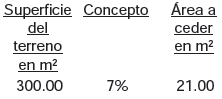 Superficie Concepto Área a
del ceder
terreno en m²
en m²
300.00 7% 21.00